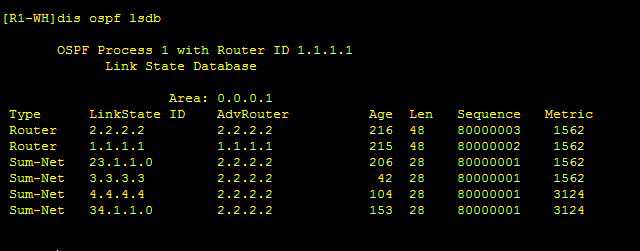 [R1-WH]dis ospf lsdb
OSPF Process 1 with Router ID 1.1.1.1
Link State Database
Area: 0.0.0.1
Type LinkState ID AdvRouter Age Len Sequence Metric
Router 2.2.2.2 2.2.2.2 216 48 80000003 1562
Router 1.1.1.1 1.1.1.1 215 48 80000002 1562
Sum-Net 23.1.1.0 2.2.2.2 206 28 80000001 1562
Sum-Net 3.3.3.3 2.2.2.2 42 28 80000001 1562
Sum-Net 4.4.4.4 2.2.2.2 104 28 80000001 3124
Sum-Net 34.1.1.0 2.2.2.2 153 28 80000001 3124